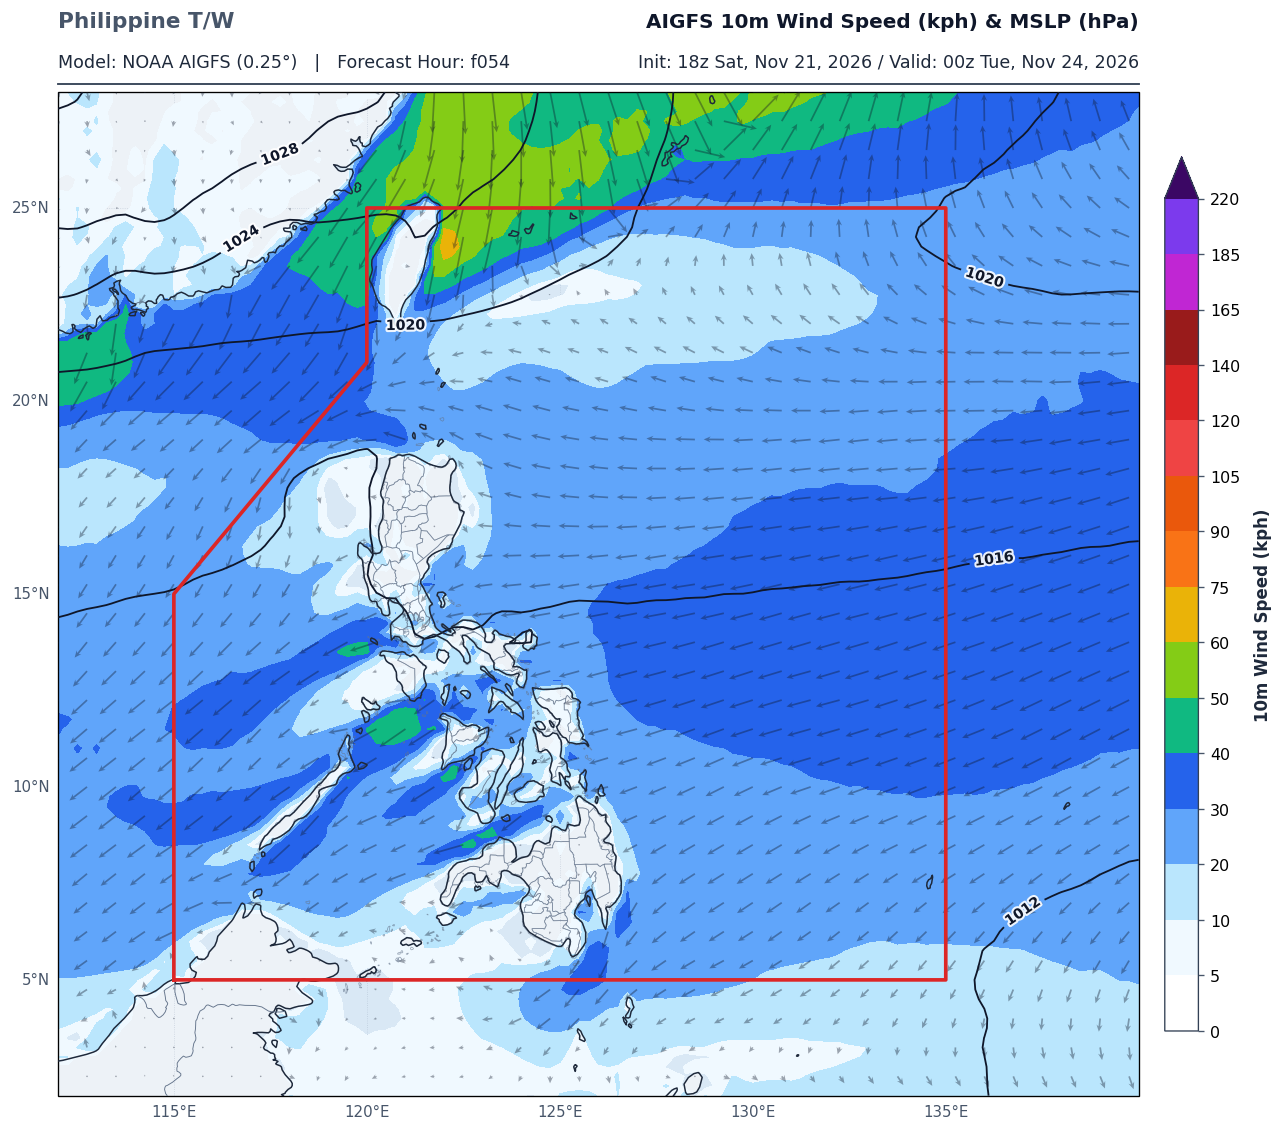 Philippine T/W
AIGFS 10m Wind Speed (kph) & MSLP (hPa)
Model: NOAA AIGFS (0.25°)   |   Forecast Hour: f054
Init: 18z Sat, Nov 21, 2026 / Valid: 00z Tue, Nov 24, 2026
1028
1024
1020
1020
1016
1012
25°N
20°N
15°N
10°N
5°N
115°E
120°E
125°E
130°E
135°E
220
185
165
140
120
105
90
75
60
50
40
30
20
10
5
0
10m Wind Speed (kph)